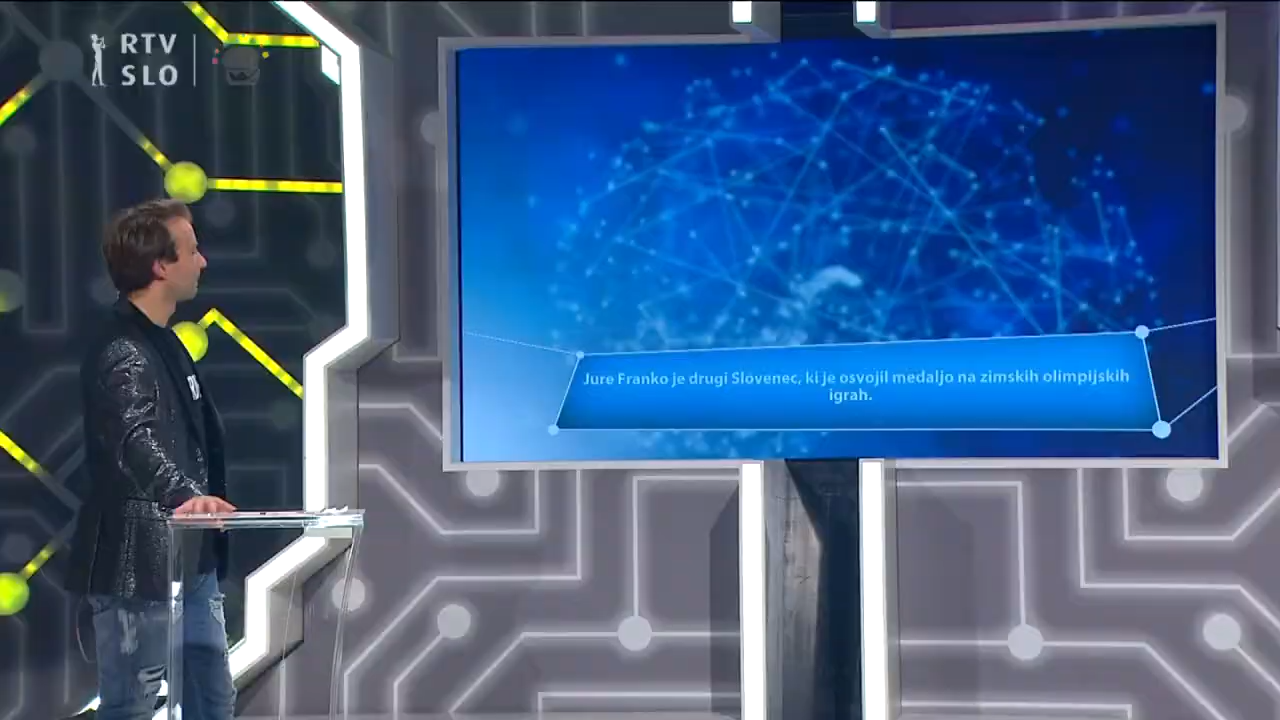 RTV
SLO
Jure Franko je drugi Slovenec, ki je osvojil medaljo na zimskih olimpijskih
igrah.